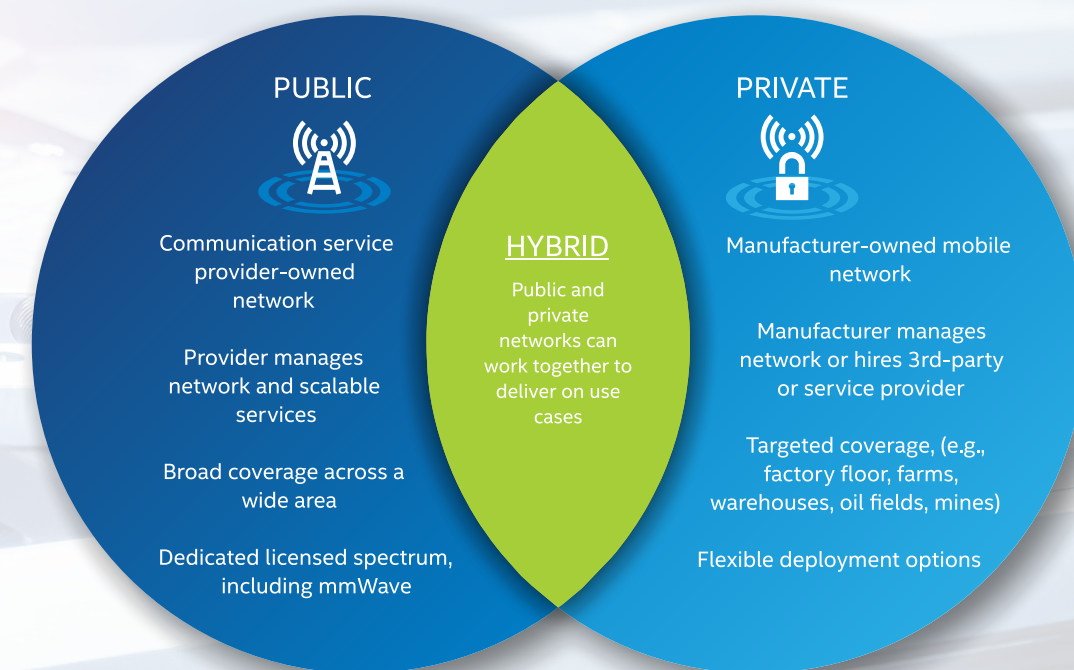 PUBLIC
Communication service
provider-owned
network
Provider manages
network and scalable
services
Broad coverage across a
wide area
Dedicated licensed spectrum,
including mmWave
HYBRID
Public and
private
networks can
work together to
deliver on use
cases
PRIVATE
Manufacturer-owned mobile
network
Manufacturer manages
network or hires 3rd-party
or service provider
Targeted coverage, (e.g.,
factory floor, farms,
warehouses, oil fields, mines)
Flexible deployment options